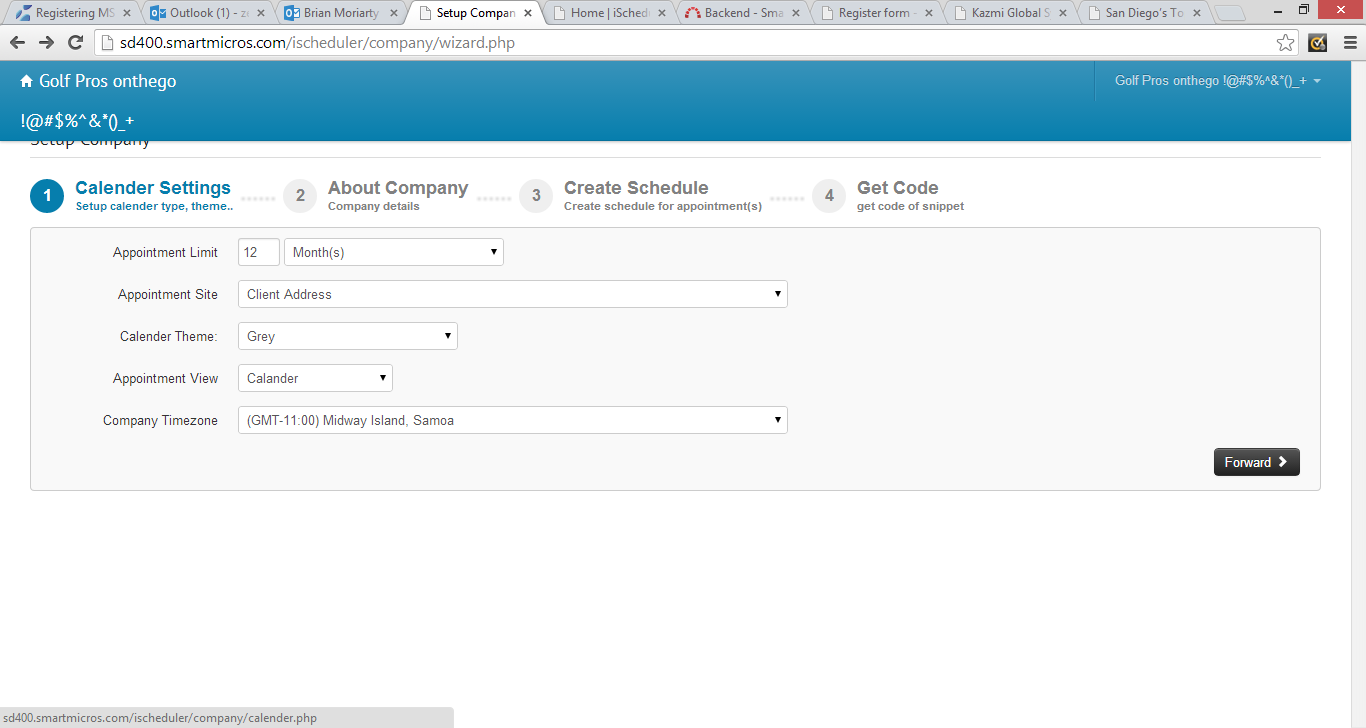 Registering MS
Outlook (1) - z
Brian Moriarty
Setup Compan
Home | iSched
Backend - Sma
Register form -
Kazmi Global S
San Diego's To
sd400.smartmicros.com/ischeduler/company/wizard.php
Golf Pros onthego
!@#$%^&*()_+
Golf Pros onthego !@#$%^&*()_+
Setup Company
1 Calender Settings
Setup calender type, theme..
2 About Company
Company details
3 Create Schedule
Create schedule for appointment(s)
4 Get Code
get code of snippet
Appointment Limit 12 Month(s)
Appointment Site Client Address
Calender Theme: Grey
Appointment View Calander
Company Timezone (GMT-11:00) Midway Island, Samoa
Forward
sd400.smartmicros.com/ischeduler/company/calender.php